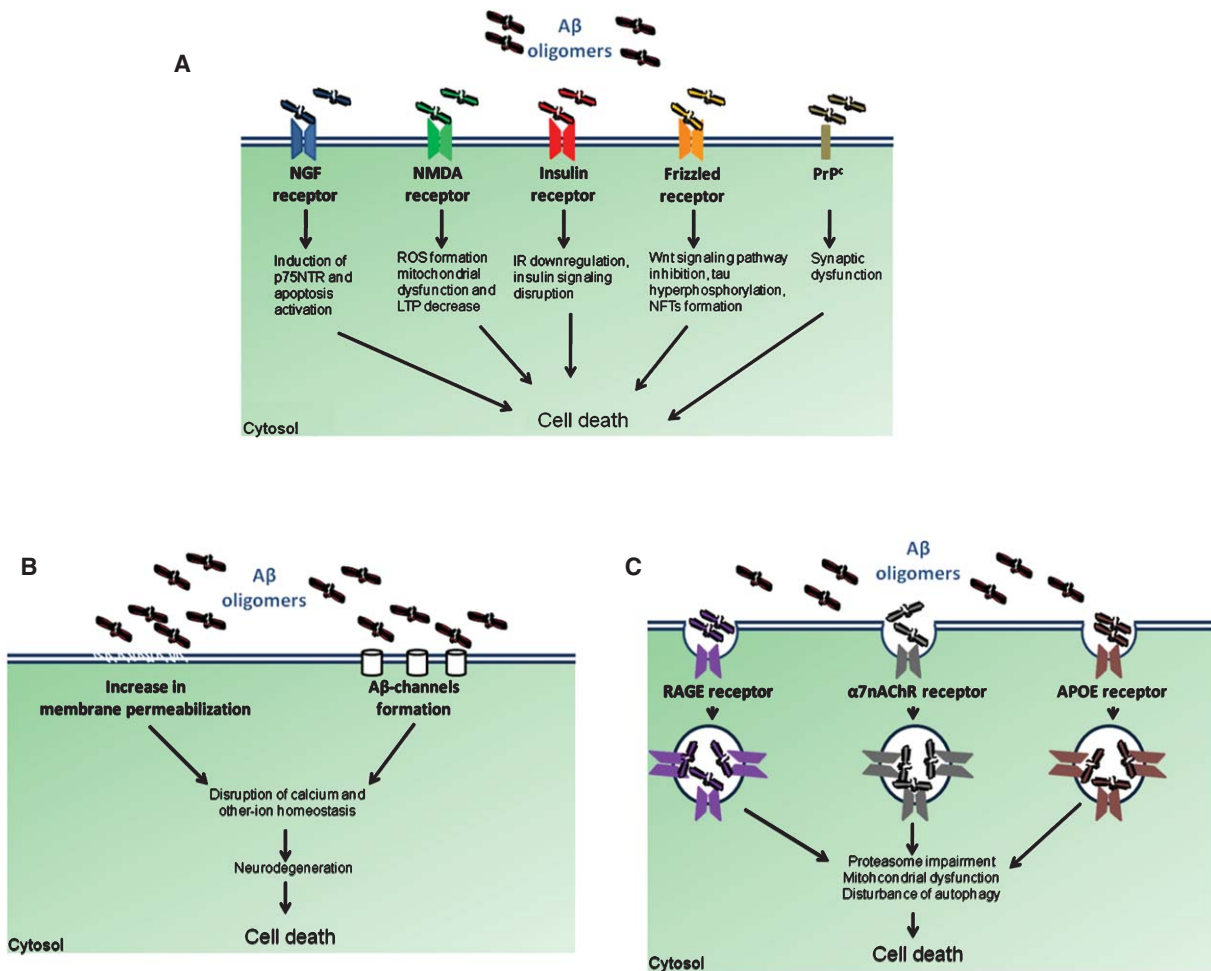 A
Aβ
oligomers
NGF
receptor
NMDA
receptor
Insulin
receptor
Frizzled
receptor
PrPᶜ
Induction of
p75NTR and
apoptosis
activation
ROS formation
mitochondrial
dysfunction and
LTP decrease
IR downregulation,
insulin signaling
disruption
Wnt signaling pathway
inhibition, tau
hyperphosphorylation,
NFTs formation
Synaptic
dysfunction
Cell death
Cytosol
B
Aβ
oligomers
Increase in
membrane permeabilization
Aβ-channels
formation
Disruption of calcium and
other-ion homeostasis
Neurodegeneration
Cell death
Cytosol
C
Aβ
oligomers
RAGE receptor
α7nAChR receptor
APOE receptor
Proteasome impairment
Mitohcondrial dysfunction
Disturbance of autophagy
Cell death
Cytosol